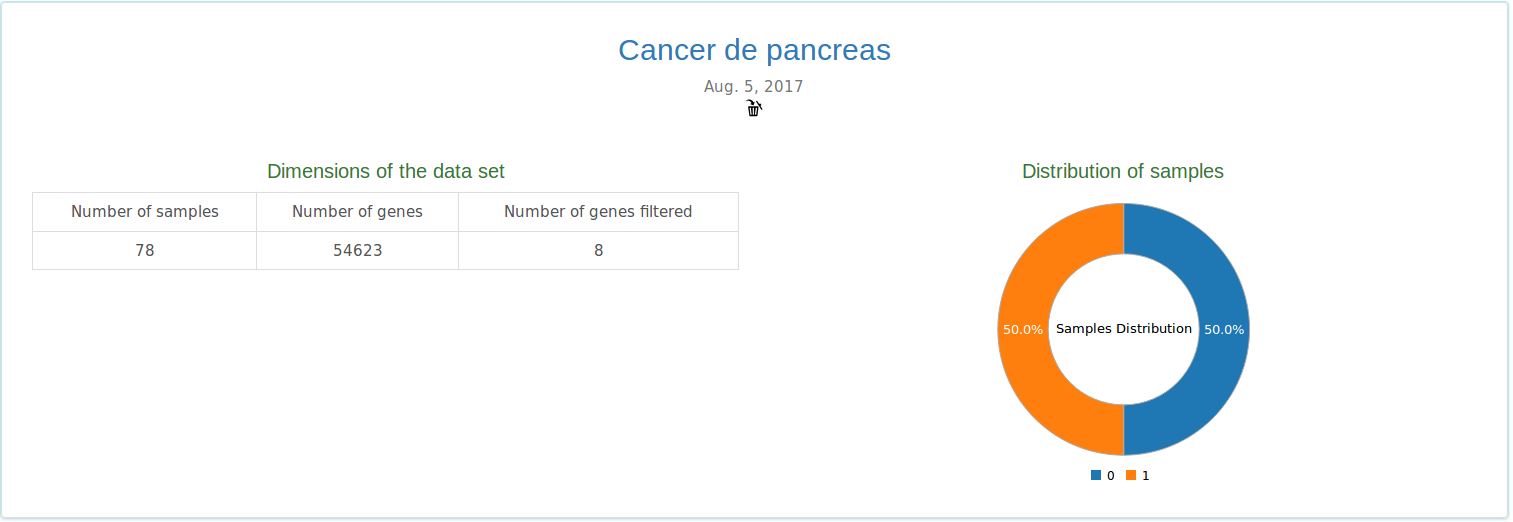 Cancer de pancreas
Aug. 5, 2017
Dimensions of the data set
Number of samples Number of genes Number of genes filtered
78 54623 8
Distribution of samples
50.0% Samples Distribution 50.0%
0 1